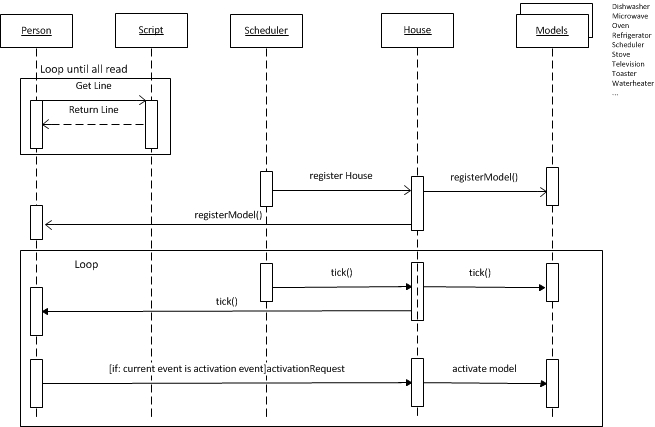 Person
Script
Scheduler
House
Models
Dishwasher
Microwave
Oven
Refrigerator
Scheduler
Stove
Television
Toaster
Waterheater
...
Loop until all read
Get Line
Return Line
register House
registerModel()
registerModel()
Loop
tick()
tick()
tick()
[if: current event is activation event]activationRequest
activate model